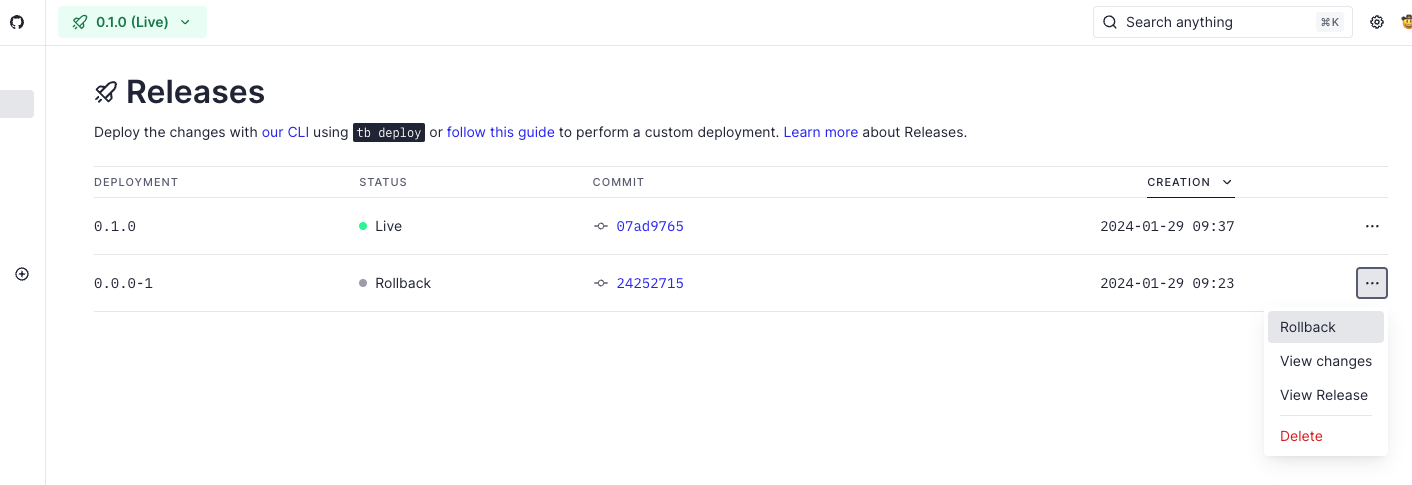 0.1.0 (Live)
Search anything
⌘K
Releases
Deploy the changes with our CLI using tb deploy or follow this guide to perform a custom deployment. Learn more about Releases.
DEPLOYMENT STATUS COMMIT CREATION
0.1.0 Live 07ad9765 2024-01-29 09:37
0.0.0-1 Rollback 24252715 2024-01-29 09:23
Rollback
View changes
View Release
Delete